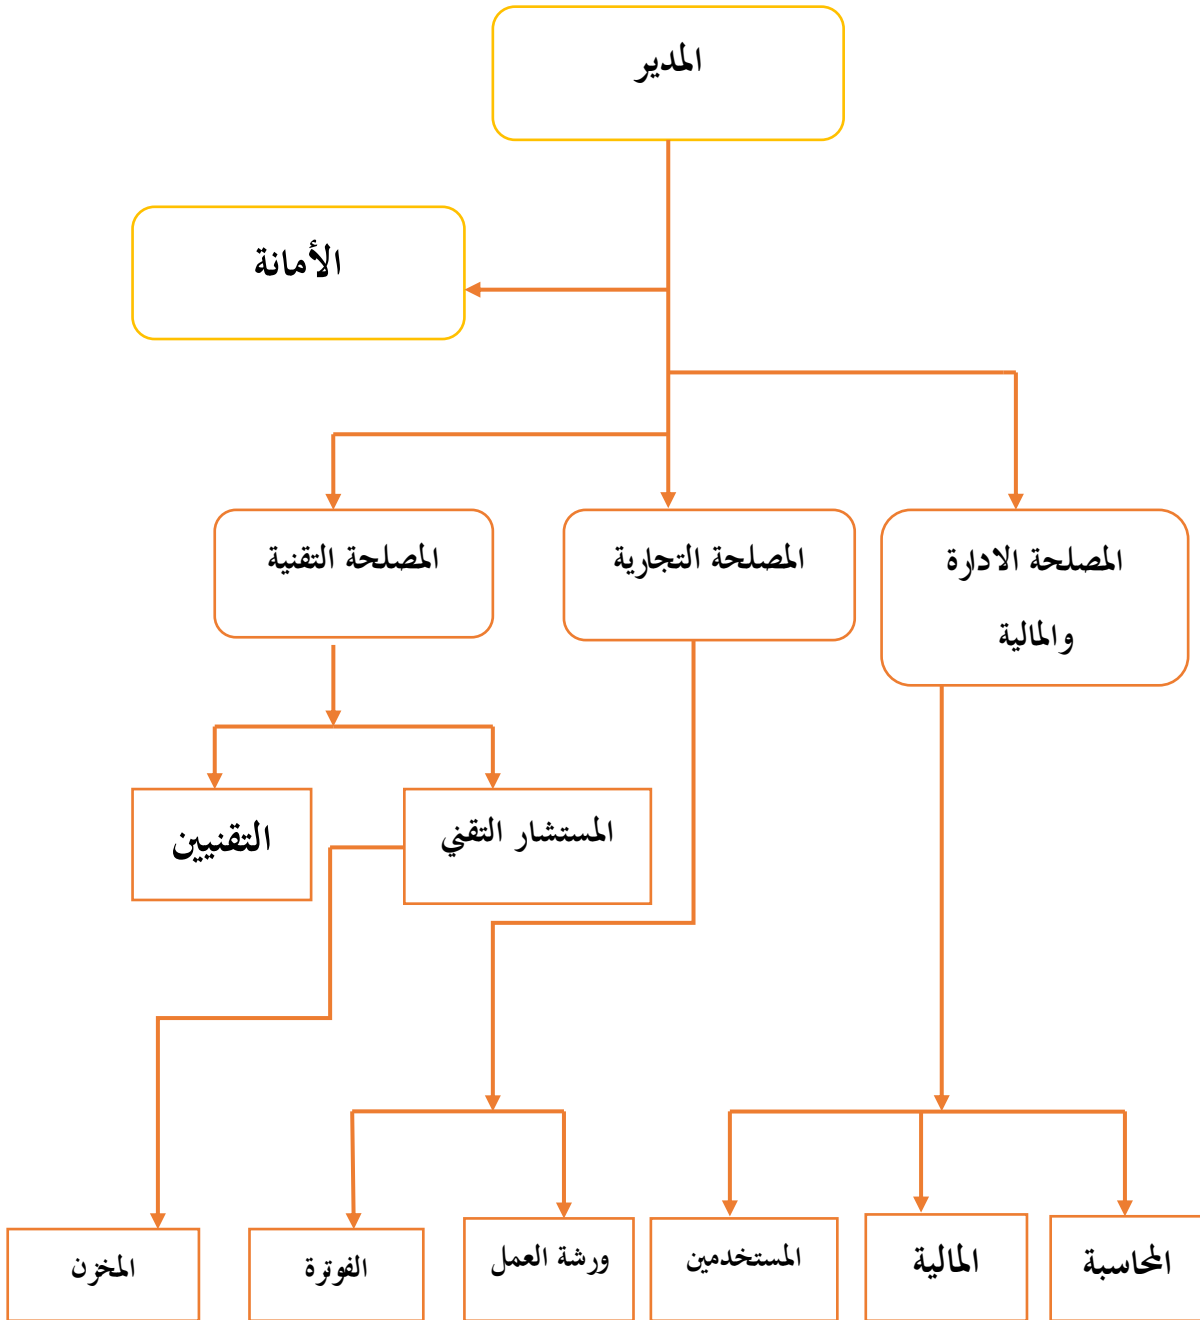 المدير
الأمانة
المصلحة الادارة
والمالية
المصلحة التجارية
المصلحة التقنية
المستشار التقني
التقنيين
المحاسبة
المالية
المستخدمين
ورشة العمل
الفوترة
المخزن